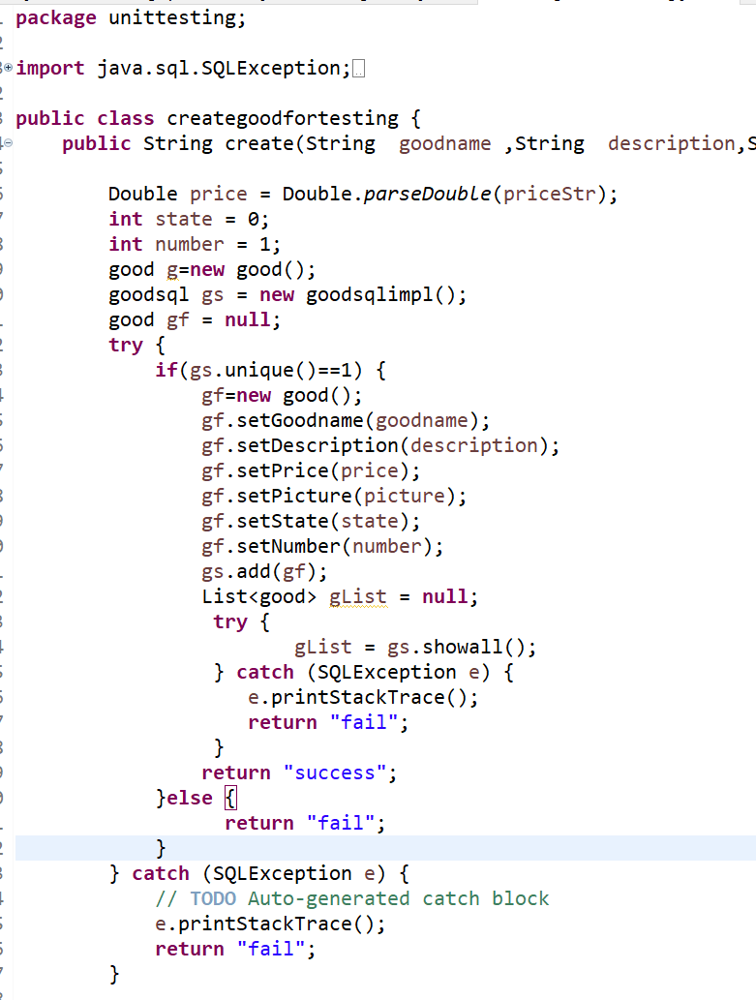 package unittesting;
import java.sql.SQLException;
public class creategoodfortesting {
    public String create(String  goodname ,String  description,S
        Double price = Double.parseDouble(priceStr);
        int state = 0;
        int number = 1;
        good g=new good();
        goodsql gs = new goodsqlimpl();
        good gf = null;
        try {
            if(gs.unique()==1) {
                gf=new good();
                gf.setGoodname(goodname);
                gf.setDescription(description);
                gf.setPrice(price);
                gf.setPicture(picture);
                gf.setState(state);
                gf.setNumber(number);
                gs.add(gf);
                List<good> gList = null;
                 try {
                        gList = gs.showall();
                 } catch (SQLException e) {
                    e.printStackTrace();
                    return "fail";
                 }
                return "success";
            }else {
                  return "fail";
            }
        } catch (SQLException e) {
            // TODO Auto-generated catch block
            e.printStackTrace();
            return "fail";
        }